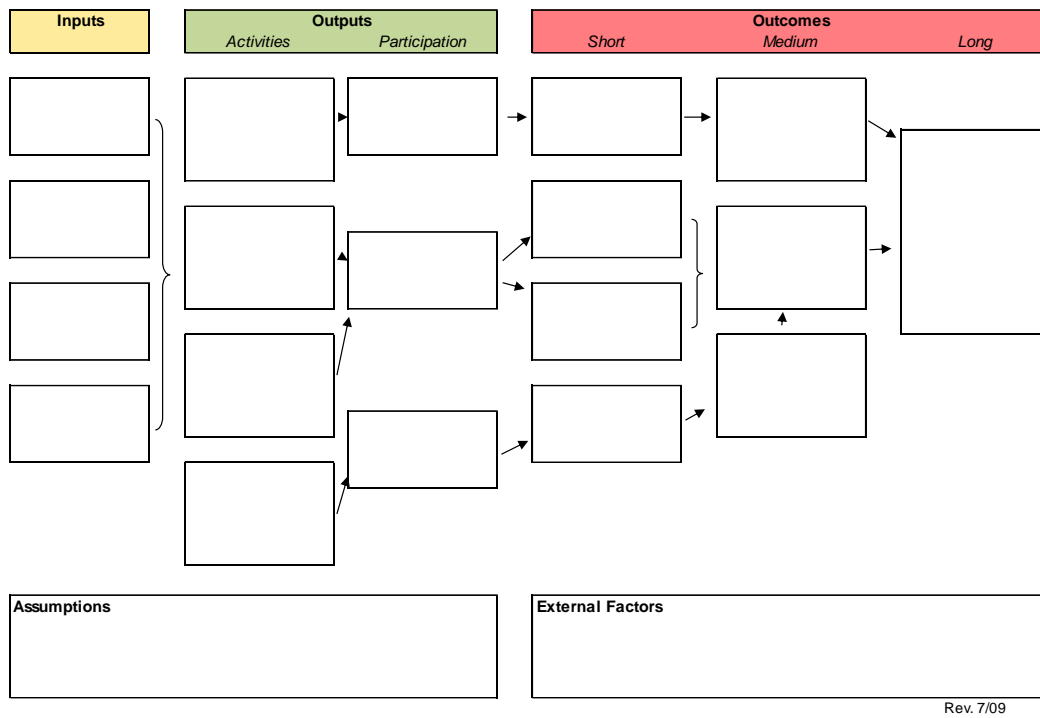 Inputs
Outputs
Outcomes
Activities
Participation
Short
Medium
Long
Assumptions
External Factors
Rev. 7/09